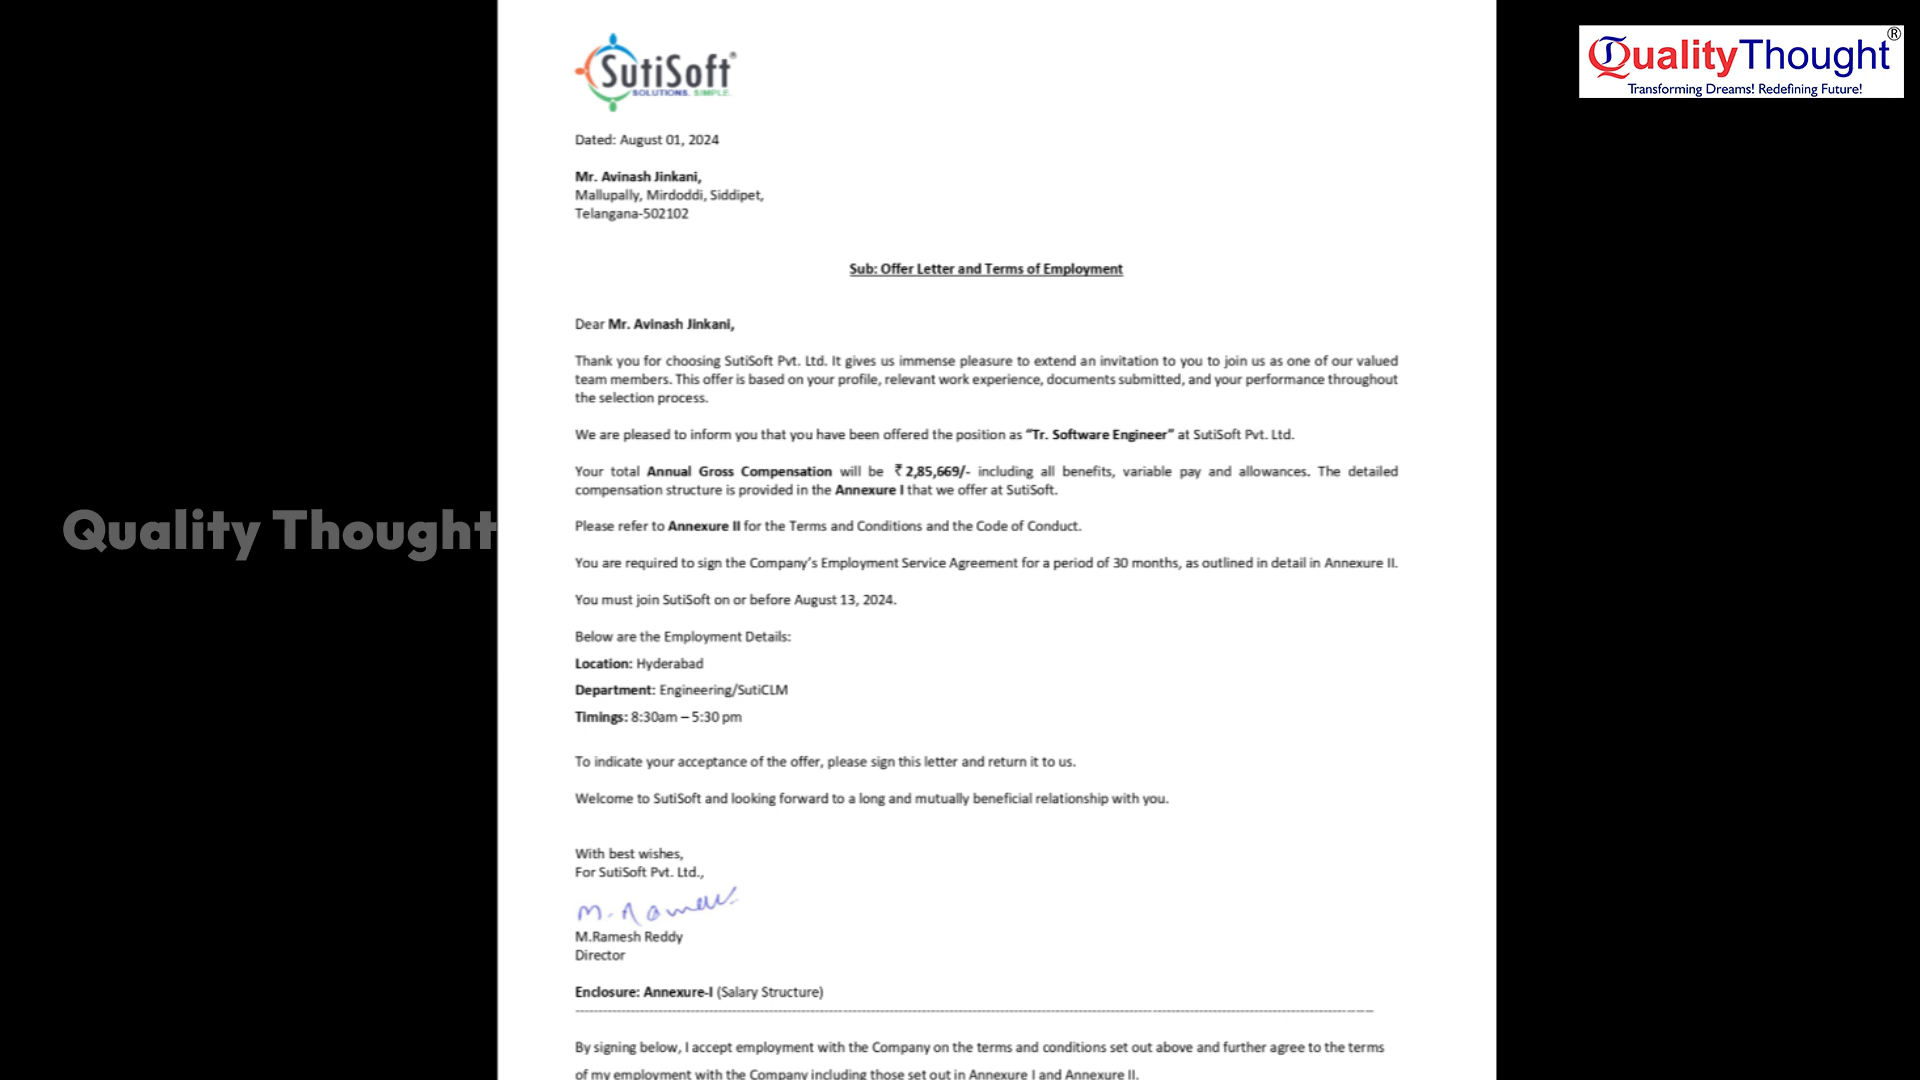 SutiSoft®
SOLUTIONS. SIMPLE.
QualityThought®
Transforming Dreams! Redefining Future!
Dated: August 01, 2024
Mr. Avinash Jinkani,
Mallupally, Mirdoddi, Siddipet,
Telangana-502102
Sub: Offer Letter and Terms of Employment
Dear Mr. Avinash Jinkani,
Thank you for choosing SutiSoft Pvt. Ltd. It gives us immense pleasure to extend an invitation to you to join us as one of our valued
team members. This offer is based on your profile, relevant work experience, documents submitted, and your performance throughout
the selection process.
We are pleased to inform you that you have been offered the position as “Tr. Software Engineer” at SutiSoft Pvt. Ltd.
Your total Annual Gross Compensation will be ₹ 2,85,669/- including all benefits, variable pay and allowances. The detailed
compensation structure is provided in the Annexure I that we offer at SutiSoft.
Please refer to Annexure II for the Terms and Conditions and the Code of Conduct.
Quality Thought
You are required to sign the Company’s Employment Service Agreement for a period of 30 months, as outlined in detail in Annexure II.
You must join SutiSoft on or before August 13, 2024.
Below are the Employment Details:
Location: Hyderabad
Department: Engineering/SutiCLM
Timings: 8:30am – 5:30 pm
To indicate your acceptance of the offer, please sign this letter and return it to us.
Welcome to SutiSoft and looking forward to a long and mutually beneficial relationship with you.
With best wishes,
For SutiSoft Pvt. Ltd.,
M.Ramesh Reddy
Director
Enclosure: Annexure-I (Salary Structure)
By signing below, I accept employment with the Company on the terms and conditions set out above and further agree to the terms
of my employment with the Company including those set out in Annexure I and Annexure II.